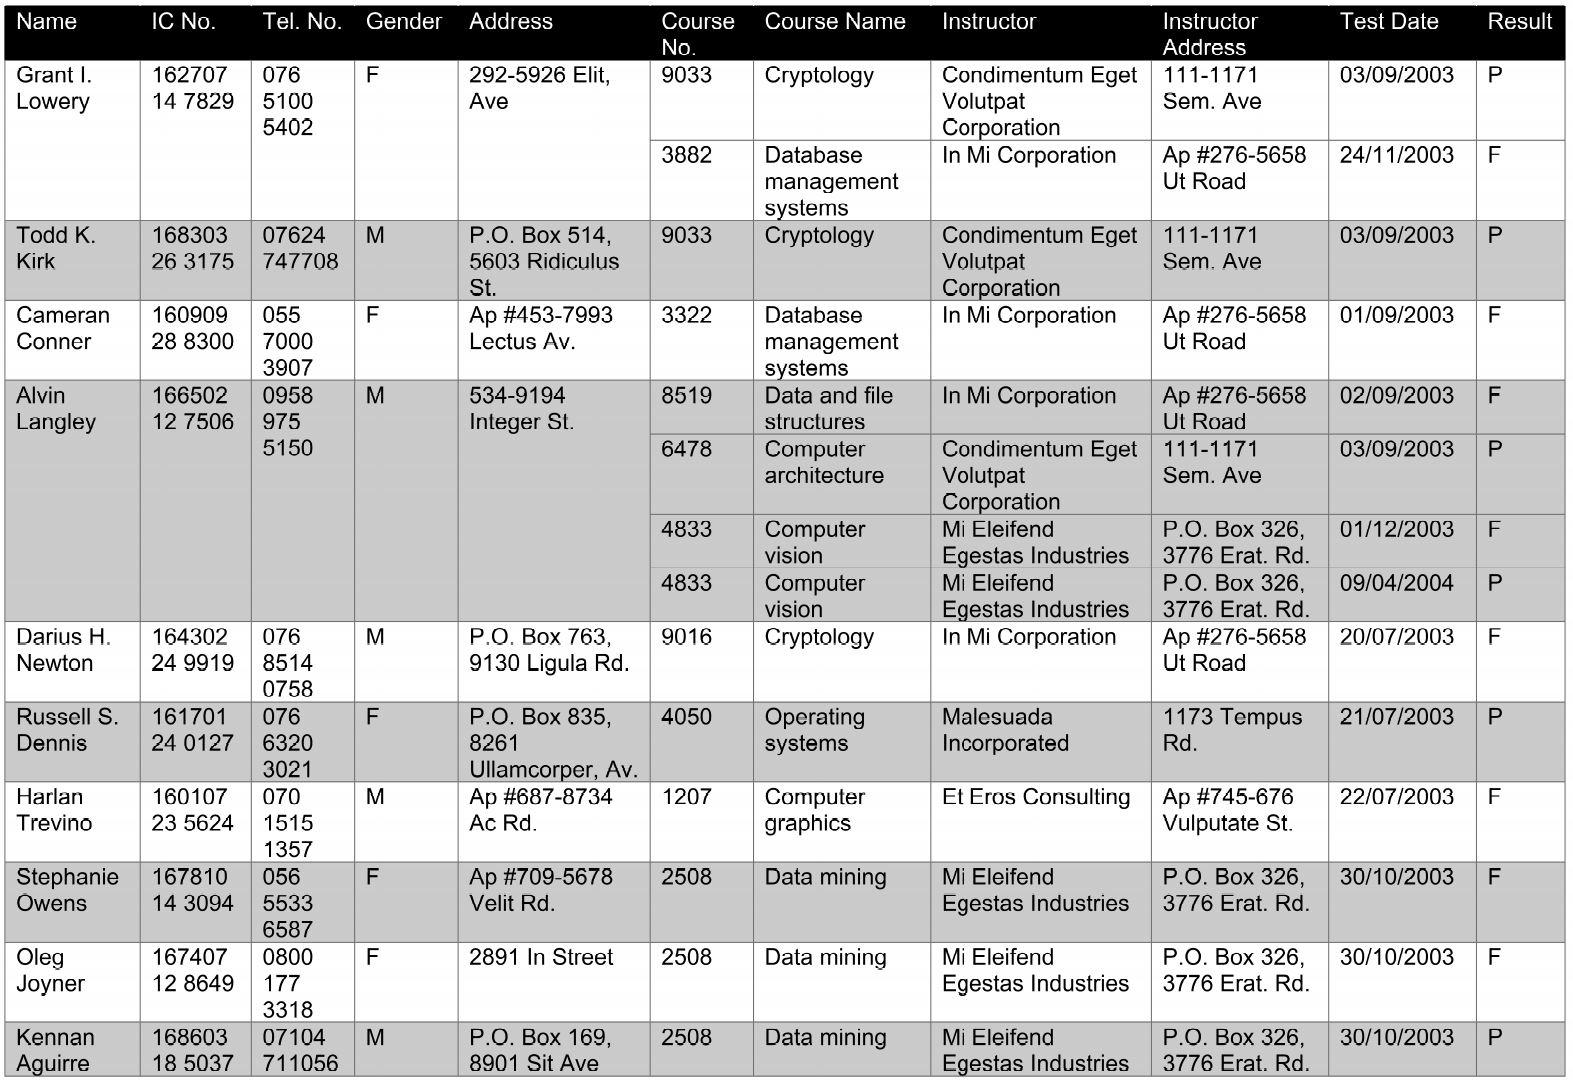 Name IC No. Tel. No. Gender Address Course No. Course Name Instructor Instructor Address Test Date Result
Grant I. Lowery 162707 14 7829 076 5100 5402 F 292-5926 Elit, Ave 9033 Cryptology Condimentum Eget Volutpat Corporation 111-1171 Sem. Ave 03/09/2003 P
3882 Database management systems In Mi Corporation Ap #276-5658 Ut Road 24/11/2003 F
Todd K. Kirk 168303 26 3175 07624 747708 M P.O. Box 514, 5603 Ridiculus St. 9033 Cryptology Condimentum Eget Volutpat Corporation 111-1171 Sem. Ave 03/09/2003 P
Cameran Conner 160909 28 8300 055 7000 3907 F Ap #453-7993 Lectus Av. 3322 Database management systems In Mi Corporation Ap #276-5658 Ut Road 01/09/2003 F
Alvin Langley 166502 12 7506 0958 975 5150 M 534-9194 Integer St. 8519 Data and file structures In Mi Corporation Ap #276-5658 Ut Road 02/09/2003 F
6478 Computer architecture Condimentum Eget Volutpat Corporation 111-1171 Sem. Ave 03/09/2003 P
4833 Computer vision Mi Eleifend Egestas Industries P.O. Box 326, 3776 Erat. Rd. 01/12/2003 F
4833 Computer vision Mi Eleifend Egestas Industries P.O. Box 326, 3776 Erat. Rd. 09/04/2004 P
Darius H. Newton 164302 24 9919 076 8514 0758 M P.O. Box 763, 9130 Ligula Rd. 9016 Cryptology In Mi Corporation Ap #276-5658 Ut Road 20/07/2003 F
Russell S. Dennis 161701 24 0127 076 6320 3021 F P.O. Box 835, 8261 Ullamcorper, Av. 4050 Operating systems Malesuada Incorporated 1173 Tempus Rd. 21/07/2003 P
Harlan Trevino 160107 23 5624 070 1515 1357 M Ap #687-8734 Ac Rd. 1207 Computer graphics Et Eros Consulting Ap #745-676 Vulputate St. 22/07/2003 F
Stephanie Owens 167810 14 3094 056 5533 6587 F Ap #709-5678 Velit Rd. 2508 Data mining Mi Eleifend Egestas Industries P.O. Box 326, 3776 Erat. Rd. 30/10/2003 F
Oleg Joyner 167407 12 8649 0800 177 3318 F 2891 In Street 2508 Data mining Mi Eleifend Egestas Industries P.O. Box 326, 3776 Erat. Rd. 30/10/2003 F
Kennan Aguirre 168603 18 5037 07104 711056 M P.O. Box 169, 8901 Sit Ave 2508 Data mining Mi Eleifend Egestas Industries P.O. Box 326, 3776 Erat. Rd. 30/10/2003 P